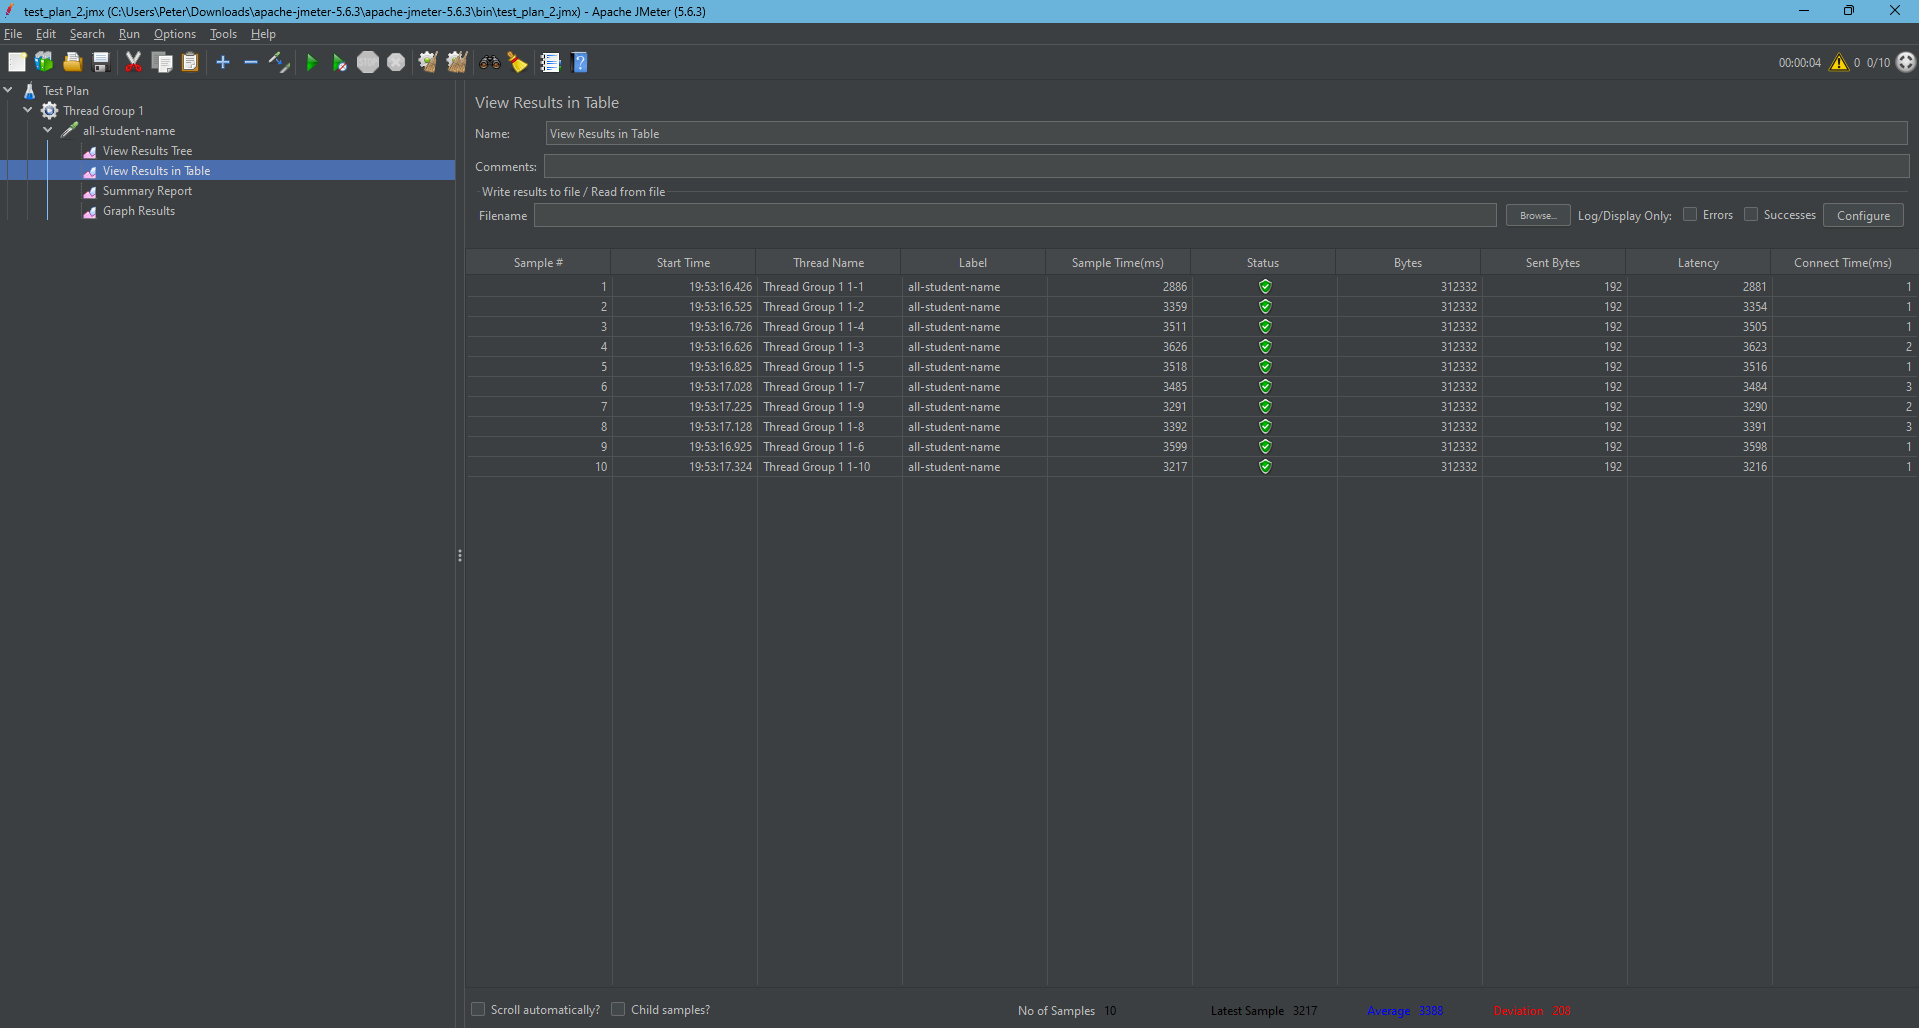 test_plan_2.jmx (C:\Users\Peter\Downloads\apache-jmeter-5.6.3\apache-jmeter-5.6.3\bin\test_plan_2.jmx) - Apache JMeter (5.6.3)
File Edit Search Run Options Tools Help
STOP 00:00:04 0 0/10
Test Plan
Thread Group 1
all-student-name
View Results Tree
View Results in Table
Summary Report
Graph Results
View Results in Table
Name: View Results in Table
Comments:
Write results to file / Read from file
Filename Browse... Log/Display Only: Errors Successes Configure
Sample # Start Time Thread Name Label Sample Time(ms) Status Bytes Sent Bytes Latency Connect Time(ms)
1 19:53:16.426 Thread Group 1 1-1 all-student-name 2886 312332 192 2881 1
2 19:53:16.525 Thread Group 1 1-2 all-student-name 3359 312332 192 3354 1
3 19:53:16.726 Thread Group 1 1-4 all-student-name 3511 312332 192 3505 1
4 19:53:16.626 Thread Group 1 1-3 all-student-name 3626 312332 192 3623 2
5 19:53:16.825 Thread Group 1 1-5 all-student-name 3518 312332 192 3516 1
6 19:53:17.028 Thread Group 1 1-7 all-student-name 3485 312332 192 3484 3
7 19:53:17.225 Thread Group 1 1-9 all-student-name 3291 312332 192 3290 2
8 19:53:17.128 Thread Group 1 1-8 all-student-name 3392 312332 192 3391 3
9 19:53:16.925 Thread Group 1 1-6 all-student-name 3599 312332 192 3598 1
10 19:53:17.324 Thread Group 1 1-10 all-student-name 3217 312332 192 3216 1
Scroll automatically? Child samples? No of Samples 10 Latest Sample 3217 Average 3388 Deviation 208